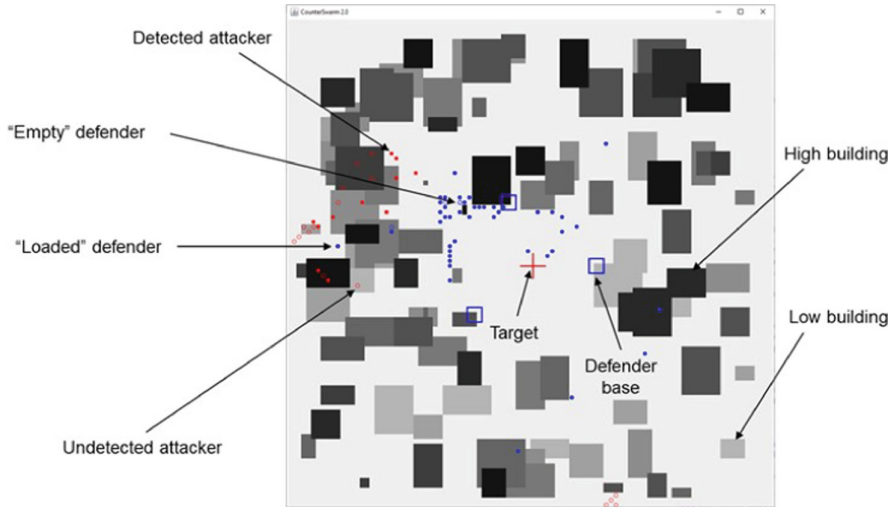 CounterSwarm 2.0
Detected attacker
“Empty” defender
High building
“Loaded” defender
Target
Low building
Defender
base
Undetected attacker